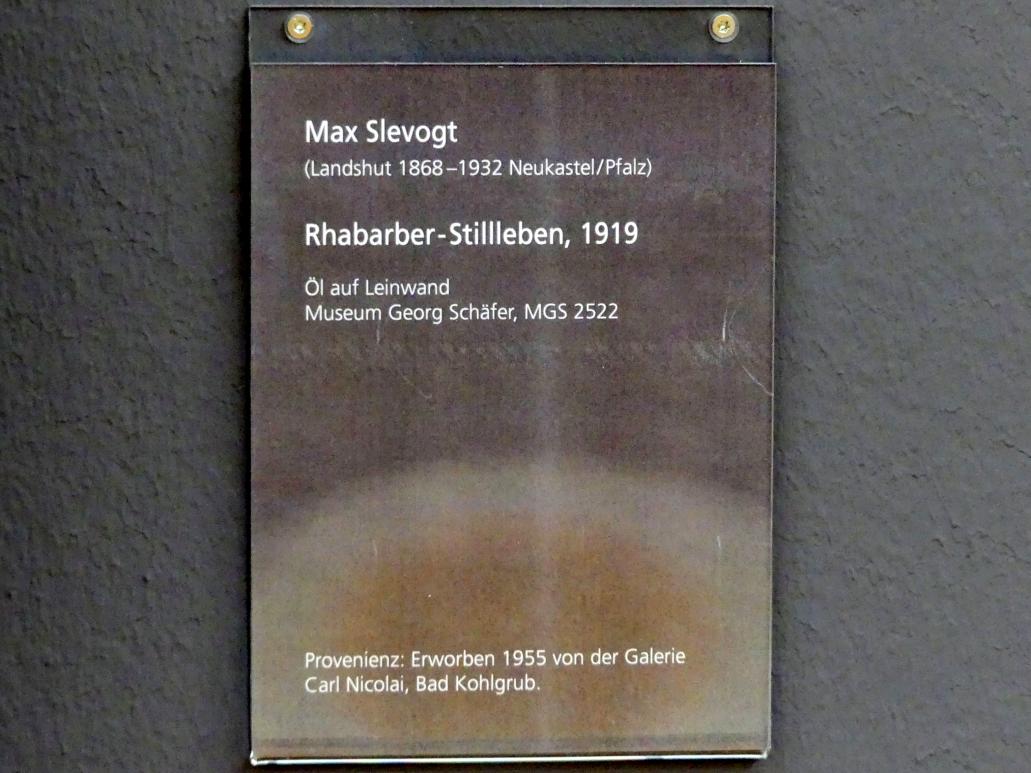 Max Slevogt
(Landshut 1868–1932 Neukastel/Pfalz)
Rhabarber-Stillleben, 1919
Öl auf Leinwand
Museum Georg Schäfer, MGS 2522
Provenienz: Erworben 1955 von der Galerie
Carl Nicolai, Bad Kohlgrub.